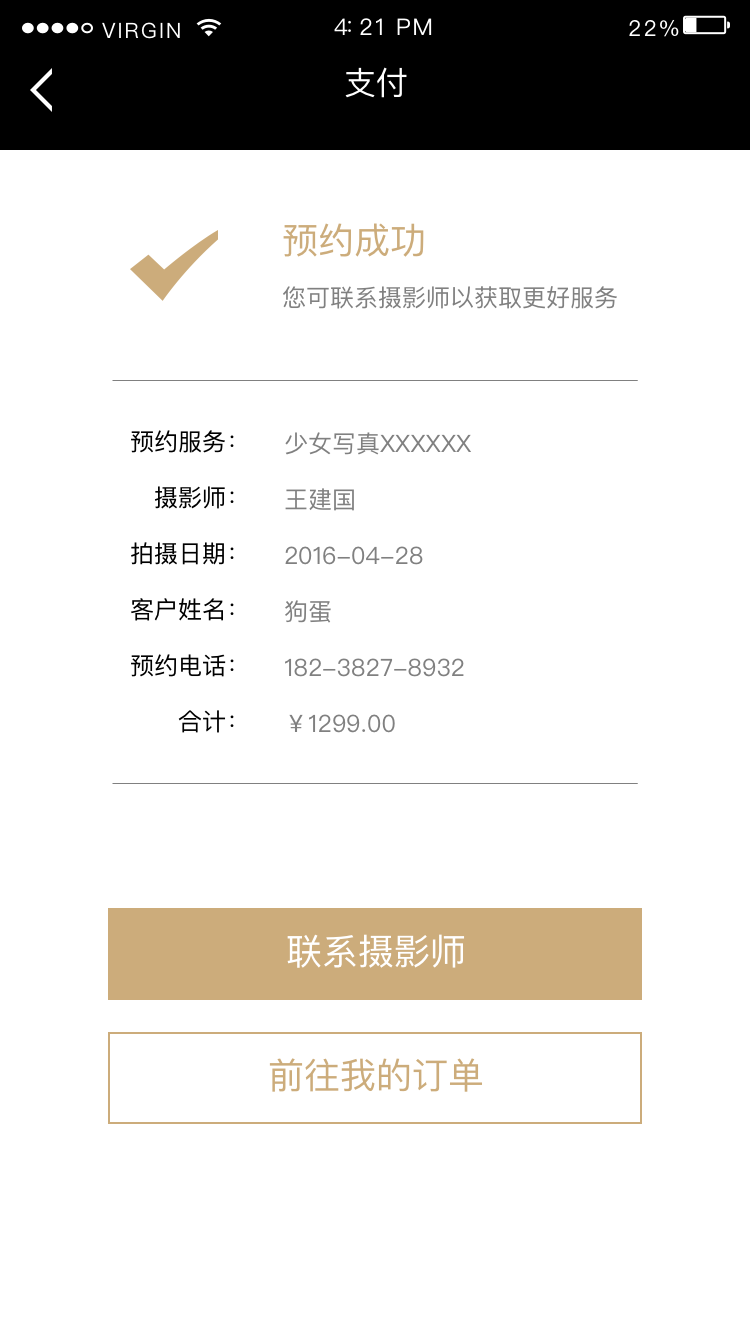 VIRGIN 4: 21 PM 22%
支付
预约成功
您可联系摄影师以获取更好服务
预约服务： 少女写真XXXXXX
摄影师： 王建国
拍摄日期： 2016–04–28
客户姓名： 狗蛋
预约电话： 182–3827–8932
合计： ￥1299.00
联系摄影师
前往我的订单